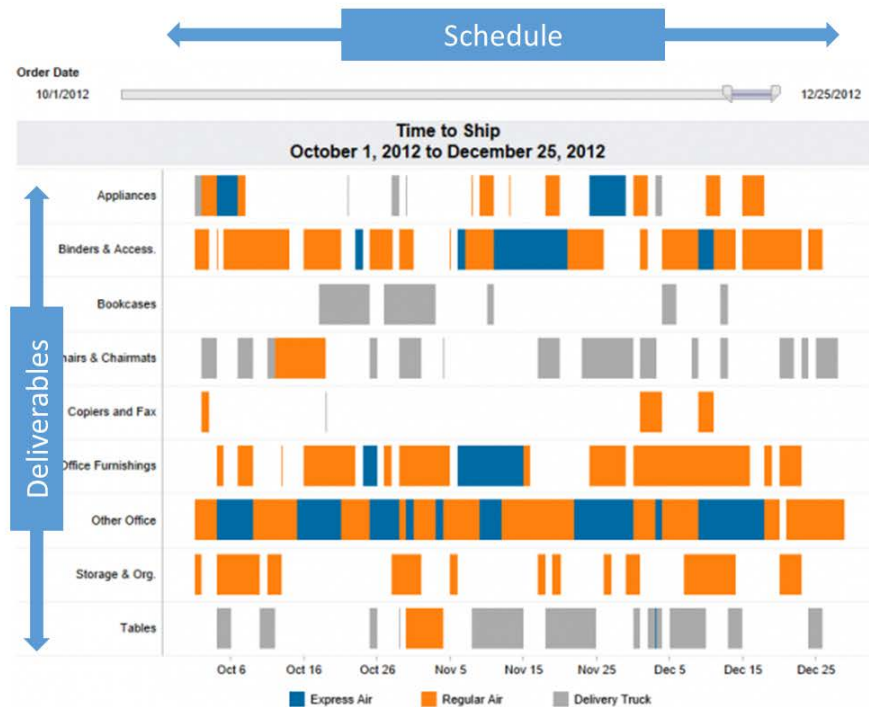 Schedule
Order Date
10/1/2012 12/25/2012
Time to Ship
October 1, 2012 to December 25, 2012
Deliverables
Appliances
Binders & Access.
Bookcases
hairs & Chairmats
Copiers and Fax
Office Furnishings
Other Office
Storage & Org.
Tables
Oct 6 Oct 16 Oct 26 Nov 5 Nov 15 Nov 25 Dec 5 Dec 15 Dec 25
Express Air Regular Air Delivery Truck